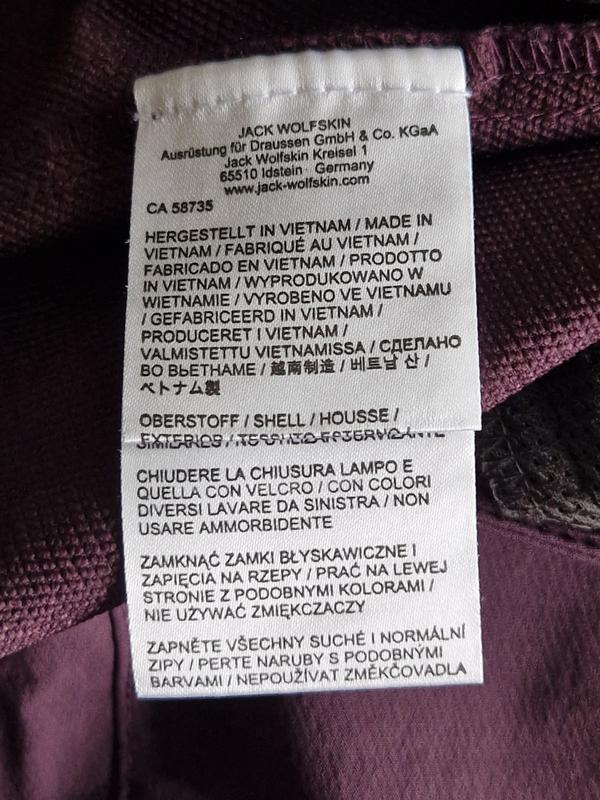 JACK WOLFSKIN
Ausrüstung für Draussen GmbH & Co. KGaA
Jack Wolfskin Kreisel 1
65510 Idstein · Germany
www.jack-wolfskin.com
CA 58735
HERGESTELLT IN VIETNAM / MADE IN
VIETNAM / FABRIQUÉ AU VIETNAM /
FABRICADO EN VIETNAM / PRODOTTO
IN VIETNAM / WYPRODUKOWANO W
WIETNAMIE / VYROBENO VE VIETNAMU
/ GEFABRICEERD IN VIETNAM /
PRODUCERET I VIETNAM /
VALMISTETTU VIETNAMISSA / СДЕЛАНО
ВО ВЬЕТНАМЕ / 越南制造 / 베트남 산 /
ベトナム製
OBERSTOFF / SHELL / HOUSSE /
CHIUDERE LA CHIUSURA LAMPO E
QUELLA CON VELCRO / CON COLORI
DIVERSI LAVARE DA SINISTRA / NON
USARE AMMORBIDENTE
ZAMKNĄĆ ZAMKI BŁYSKAWICZNE I
ZAPIĘCIA NA RZEPY / PRAĆ NA LEWEJ
STRONIE Z PODOBNYMI KOLORAMI /
NIE UŻYWAĆ ZMIĘKCZACZY
ZAPNĚTE VŠECHNY SUCHÉ I NORMÁLNÍ
ZIPY / PERTE NARUBY S PODOBNÝMI
BARVAMI / NEPOUŽÍVAT ZMĚKČOVADLA